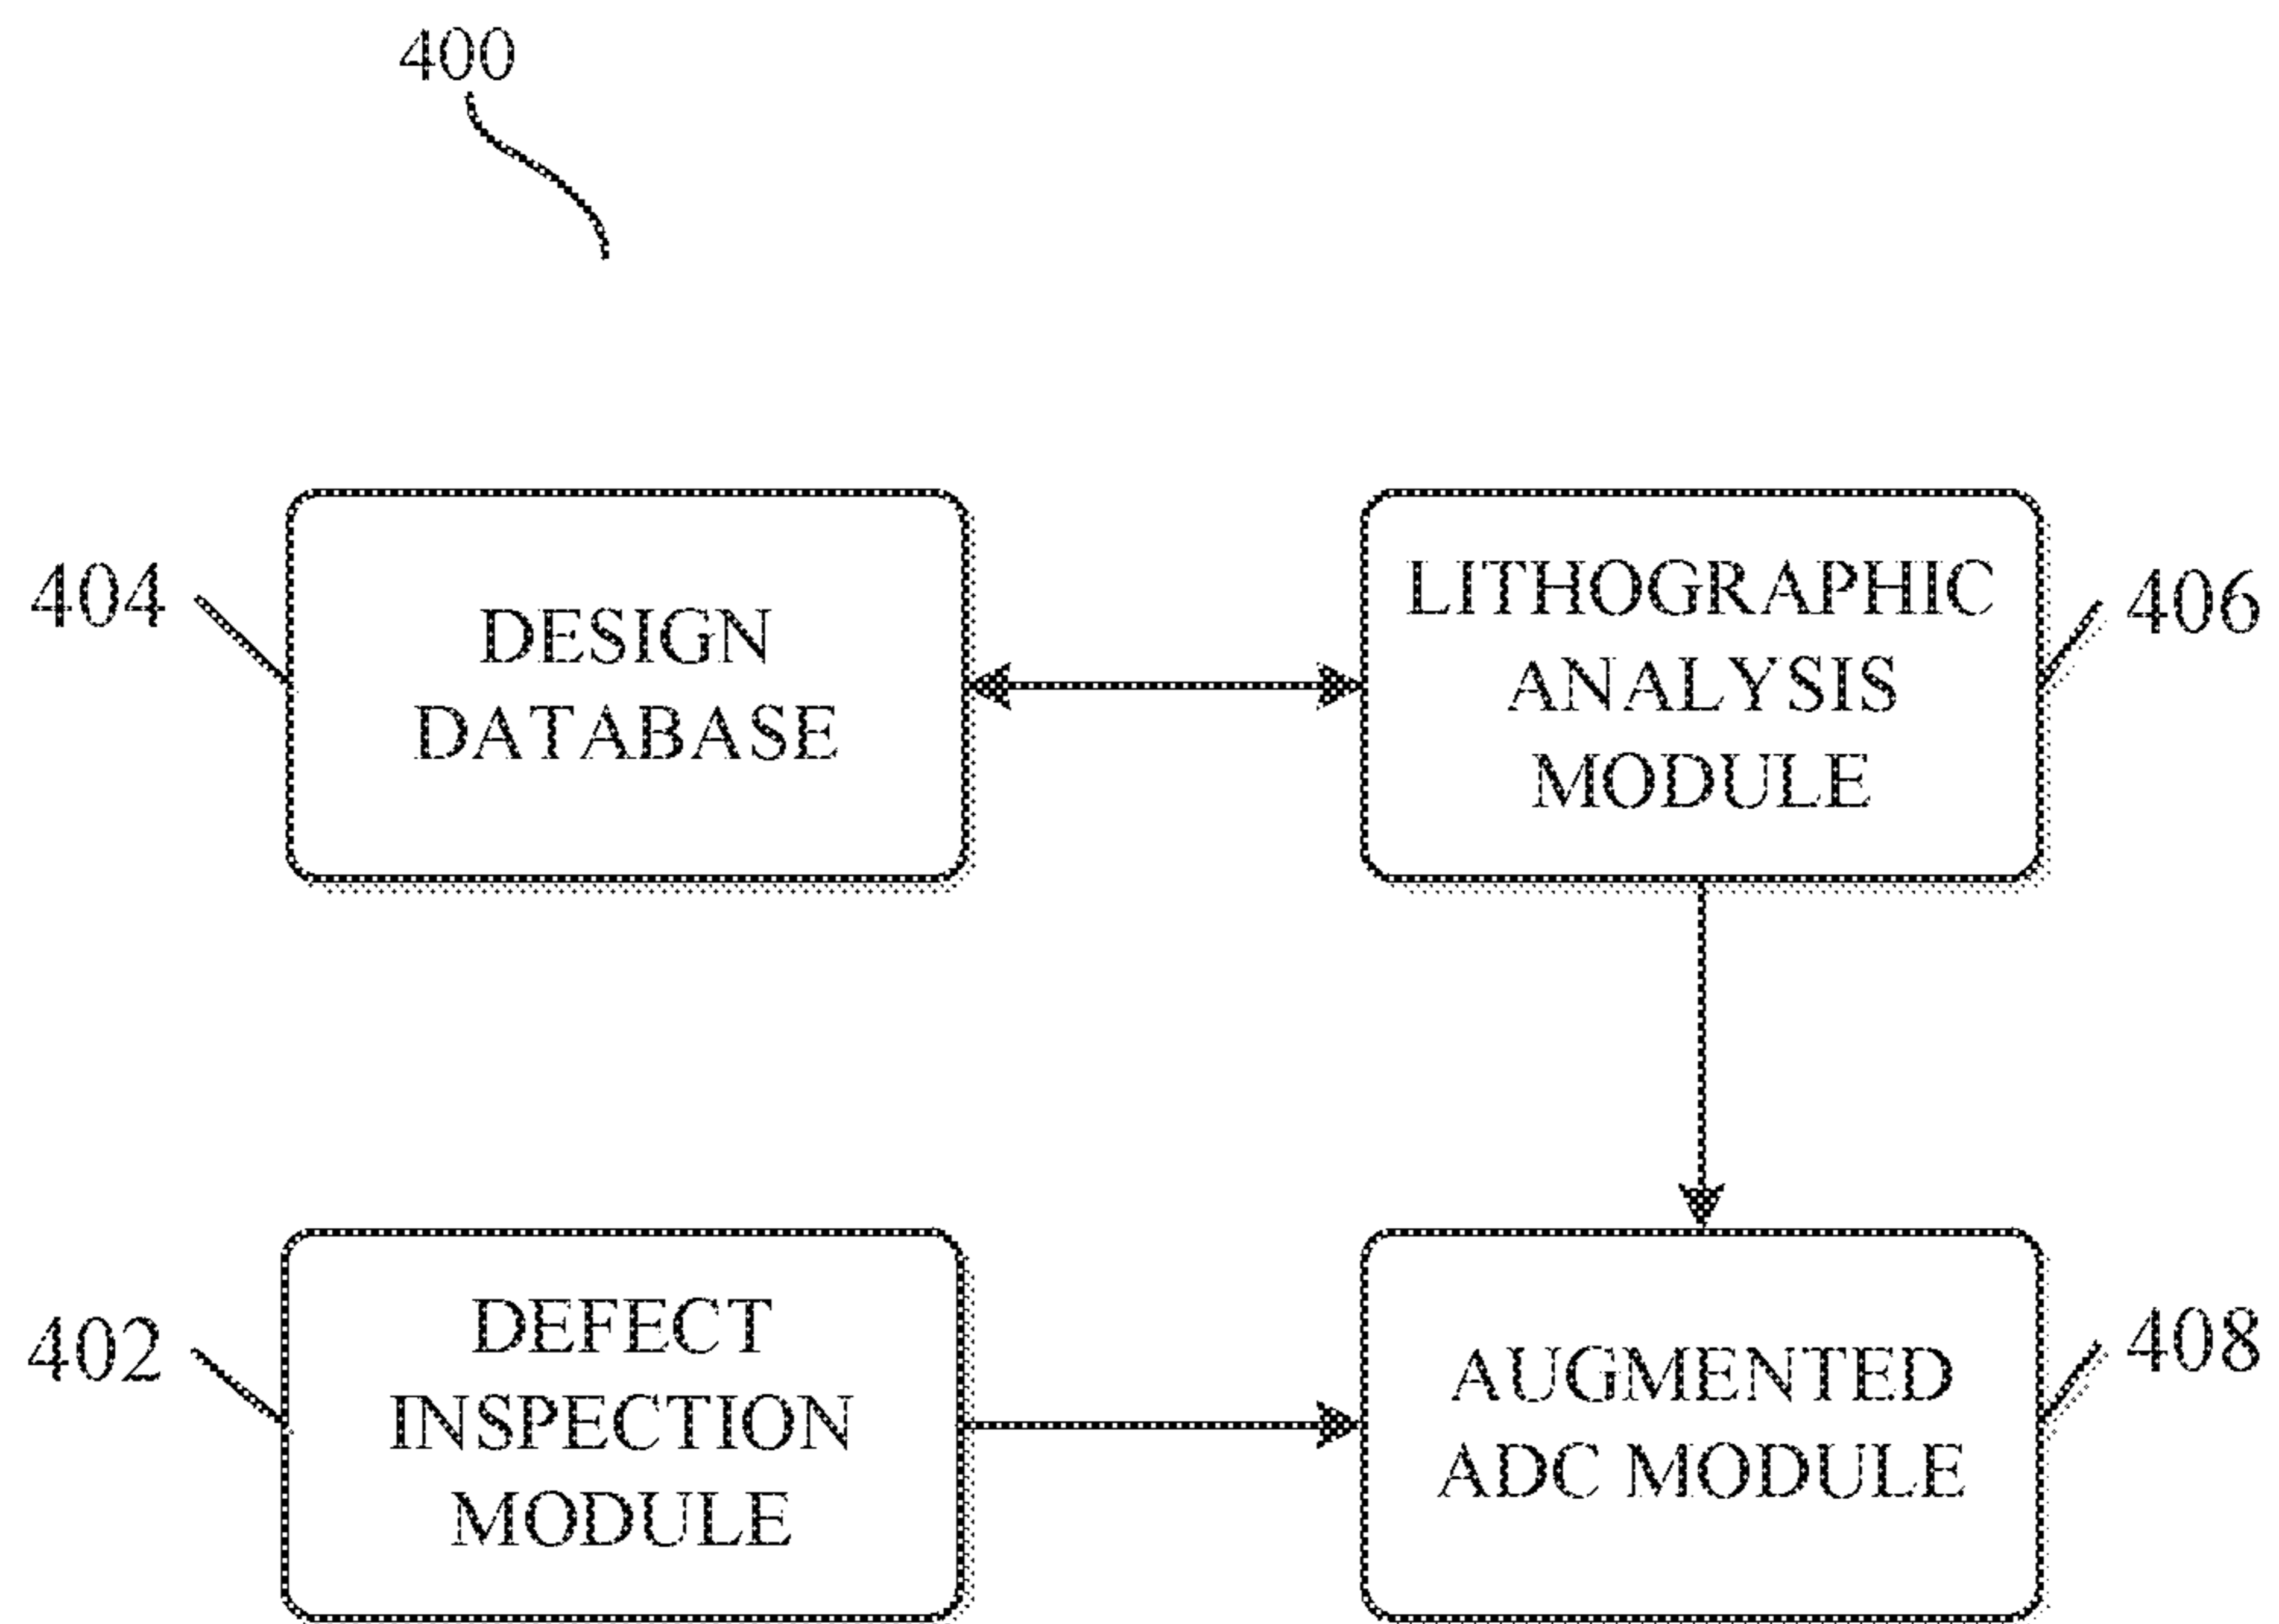 400
404
DESIGN
DATABASE
LITHOGRAPHIC
ANALYSIS
MODULE
406
402
DEFECT
INSPECTION
MODULE
AUGMENTED
ADC MODULE
408